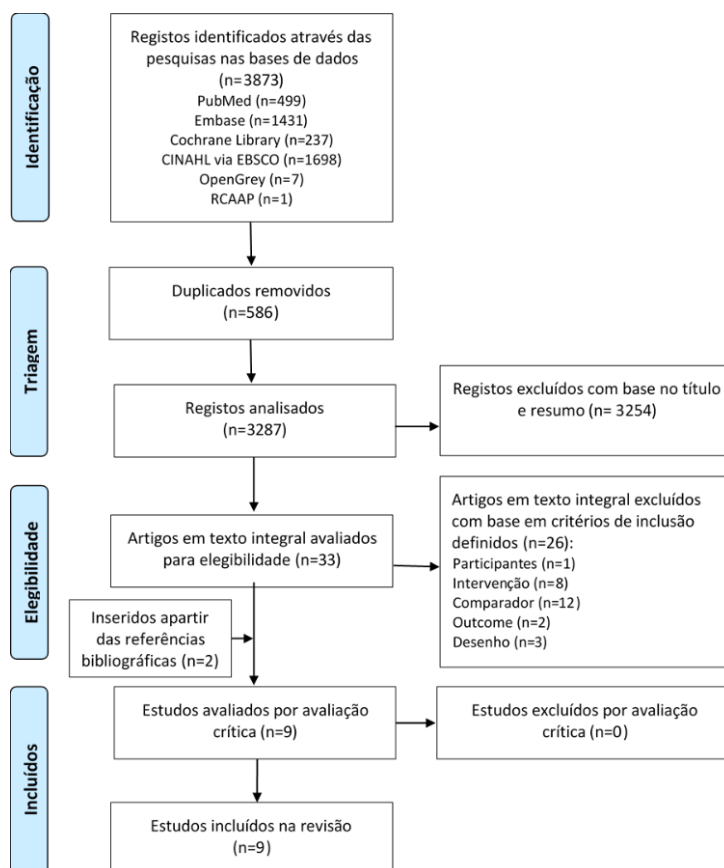 Identificação
Registos identificados através das
pesquisas nas bases de dados
(n=3873)
PubMed (n=499)
Embase (n=1431)
Cochrane Library (n=237)
CINAHL via EBSCO (n=1698)
OpenGrey (n=7)
RCAAP (n=1)
Triagem
Duplicados removidos
(n=586)
Registos analisados
(n=3287)
Registos excluídos com base no título
e resumo (n= 3254)
Elegibilidade
Artigos em texto integral avaliados
para elegibilidade (n=33)
Artigos em texto integral excluídos
com base em critérios de inclusão
definidos (n=26):
Participantes (n=1)
Intervenção (n=8)
Comparador (n=12)
Outcome (n=2)
Desenho (n=3)
Inseridos apartir
das referências
bibliográficas (n=2)
Incluídos
Estudos avaliados por avaliação
crítica (n=9)
Estudos excluídos por avaliação
crítica (n=0)
Estudos incluídos na revisão
(n=9)